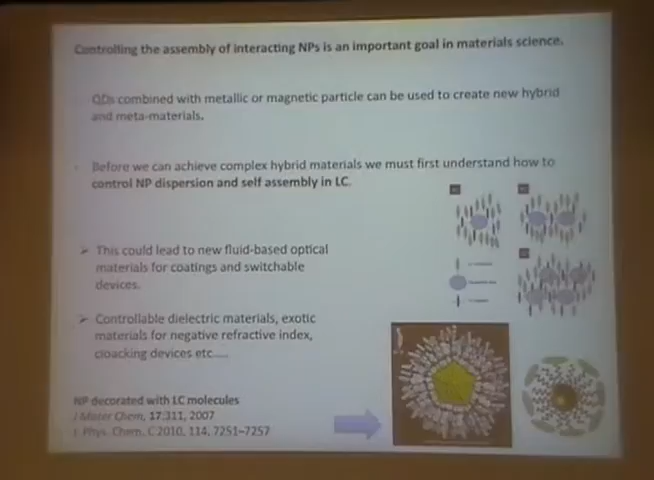 Controlling the assembly of interacting NPs is an important goal in materials science.
QDs combined with metallic or magnetic particle can be used to create new hybrid
and meta-materials.
Before we can achieve complex hybrid materials we must first understand how to
control NP dispersion and self assembly in LC.
This could lead to new fluid-based optical
materials for coatings and switchable
devices.
Controllable dielectric materials, exotic
materials for negative refractive index,
cloacking devices etc....
NP decorated with LC molecules
J Mater Chem, 17:311, 2007
J. Phys. Chem. C 2010, 114, 7251-7257